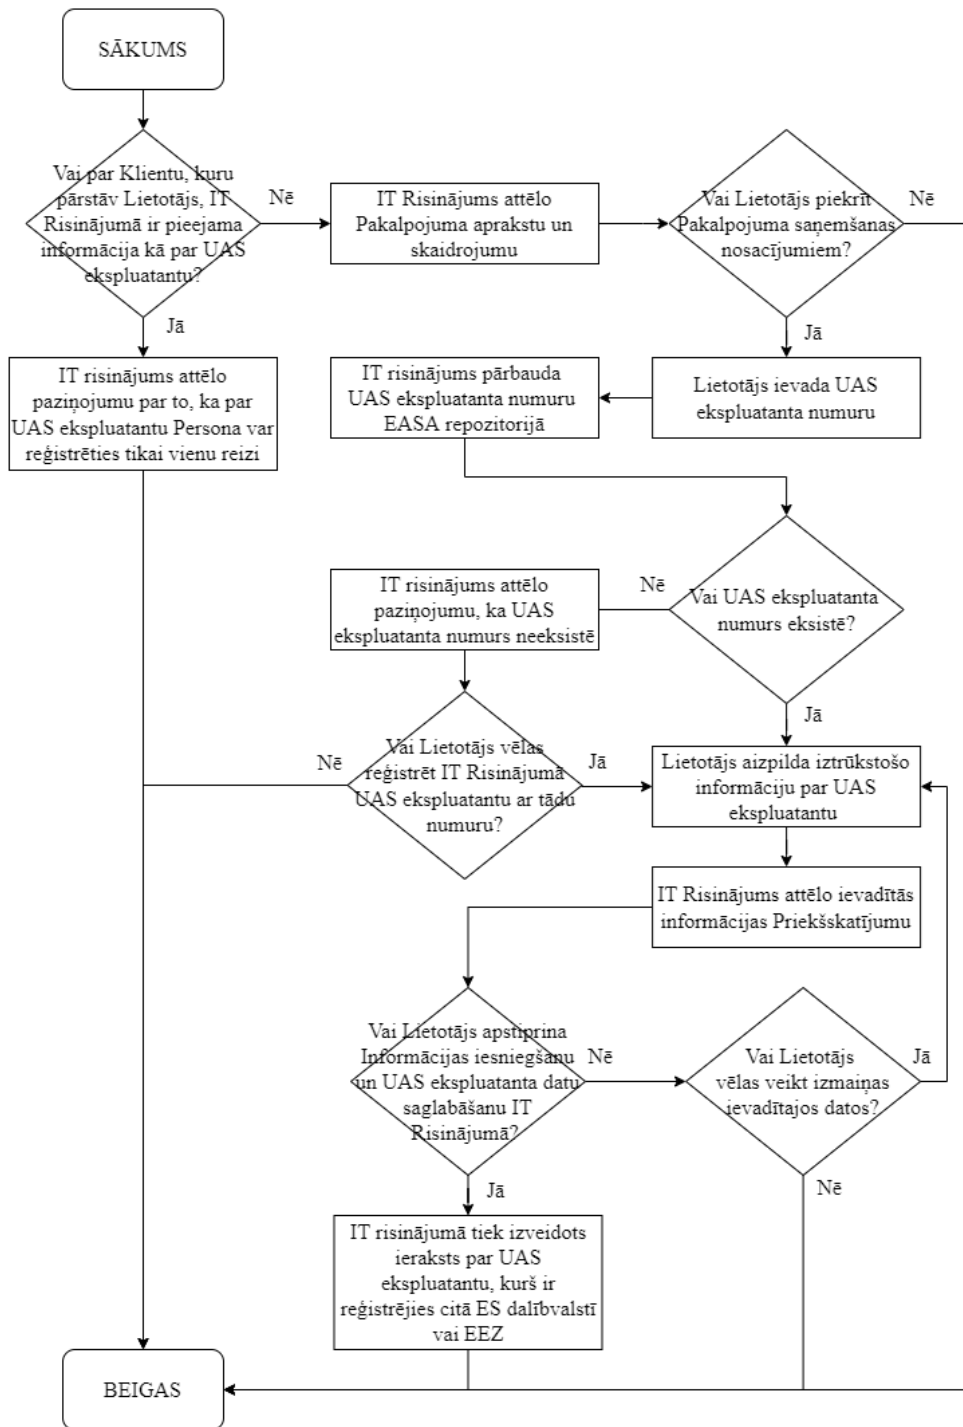 SĀKUMS
Vai par Klientu, kuru
pārstāv Lietotājs, IT
Risinājumā ir pieejama
informācija kā par UAS
ekspluatantu?
Nē
IT Risinājums attēlo
Pakalpojuma aprakstu un
skaidrojumu
Vai Lietotājs piekrīt
Pakalpojuma saņemšanas
nosacījumiem?
Nē
Jā
Jā
IT risinājums attēlo
paziņojumu par to, ka par
UAS ekspluatantu Persona var
reģistrēties tikai vienu reizi
IT risinājums pārbauda
UAS ekspluatanta numuru
EASA repozitorijā
Lietotājs ievada UAS
ekspluatanta numuru
IT risinājums attēlo
paziņojumu, ka UAS
ekspluatanta numurs neeksistē
Nē
Vai UAS ekspluatanta
numurs eksistē?
Jā
Nē
Vai Lietotājs vēlas
reģistrēt IT Risinājumā
UAS ekspluatantu ar tādu
numuru?
Jā
Lietotājs aizpilda iztrūkstošo
informāciju par UAS
ekspluatantu
IT Risinājums attēlo ievadītās
informācijas Priekšskatījumu
Vai Lietotājs apstiprina
Informācijas iesniegšanu
un UAS ekspluatanta datu
saglabāšanu IT
Risinājumā?
Nē
Vai Lietotājs
vēlas veikt izmaiņas
ievadītajos datos?
Jā
Jā
Nē
IT risinājumā tiek izveidots
ieraksts par UAS
ekspluatantu, kurš ir
reģistrējies citā ES dalībvalstī
vai EEZ
BEIGAS